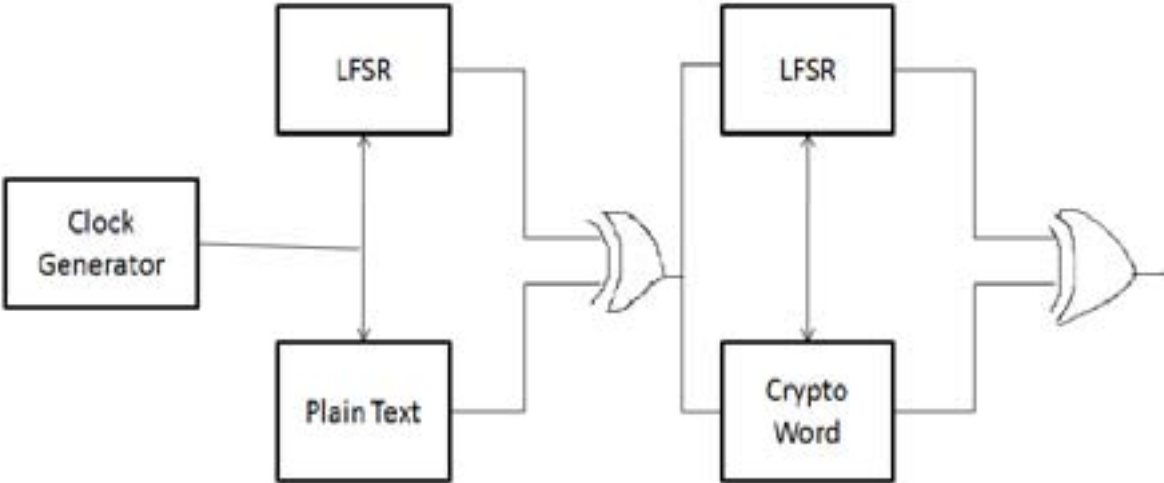 LFSR
LFSR
Clock
Generator
Plain Text
Crypto
Word